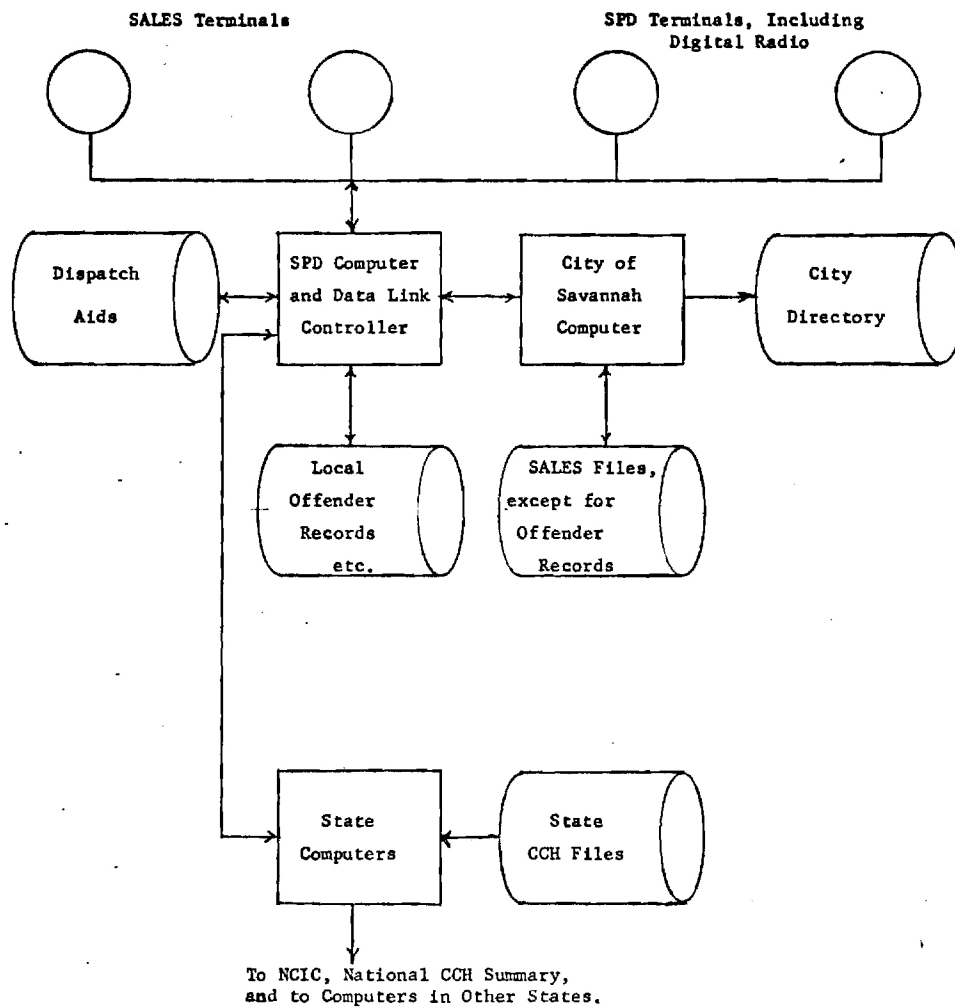 SALES Terminals
SPD Terminals, Including
Digital Radio
Dispatch
Aids
SPD Computer
and Data Link
Controller
City of
Savannah
Computer
City
Directory
Local
Offender
Records
etc.
SALES Files,
except for
Offender
Records
State
Computers
State
CCH Files
To NCIC, National CCH Summary,
and to Computers in Other States.